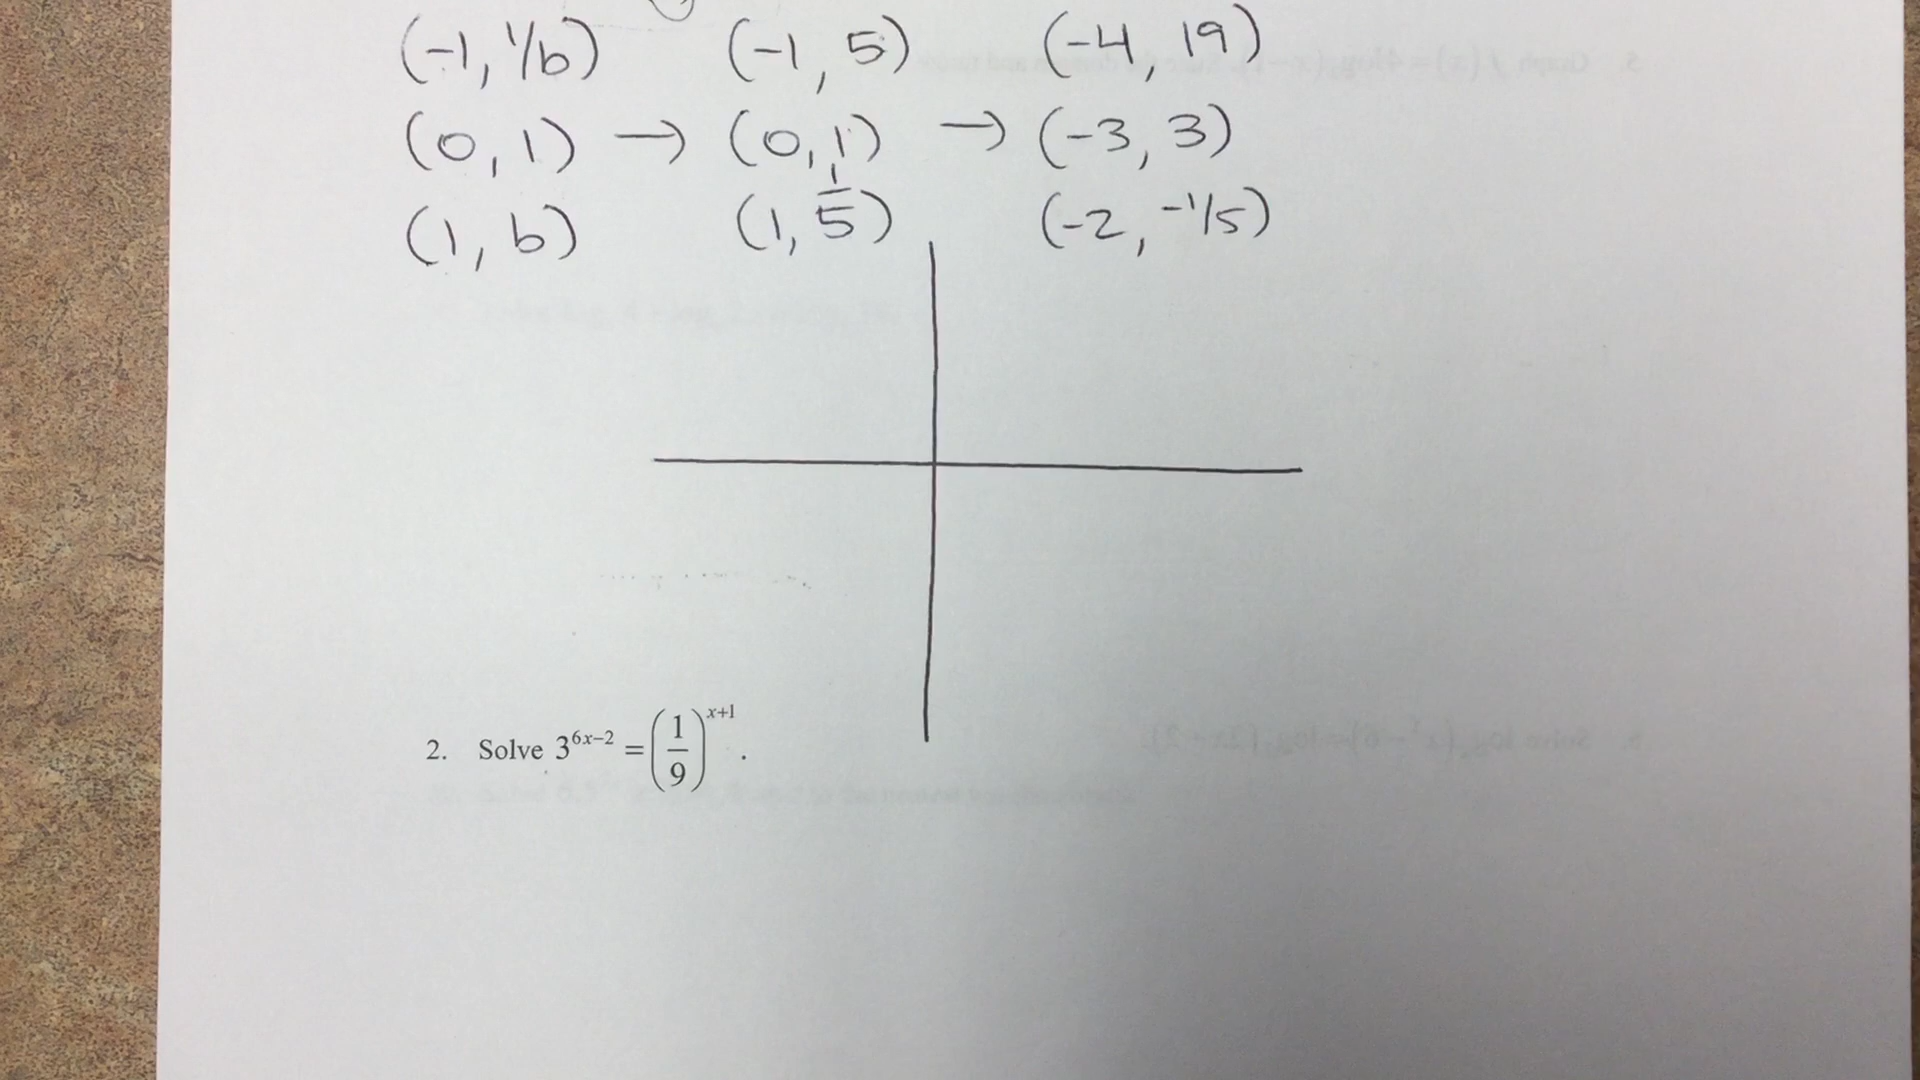 (-1, 1/b) (-1, 5) (-4, 19)
(0, 1) → (0, 1) → (-3, 3)
(1, b) (1, 1/5) (-2, -1/5)
2. Solve 3^{6x-2} = (1/9)^{x+1}.